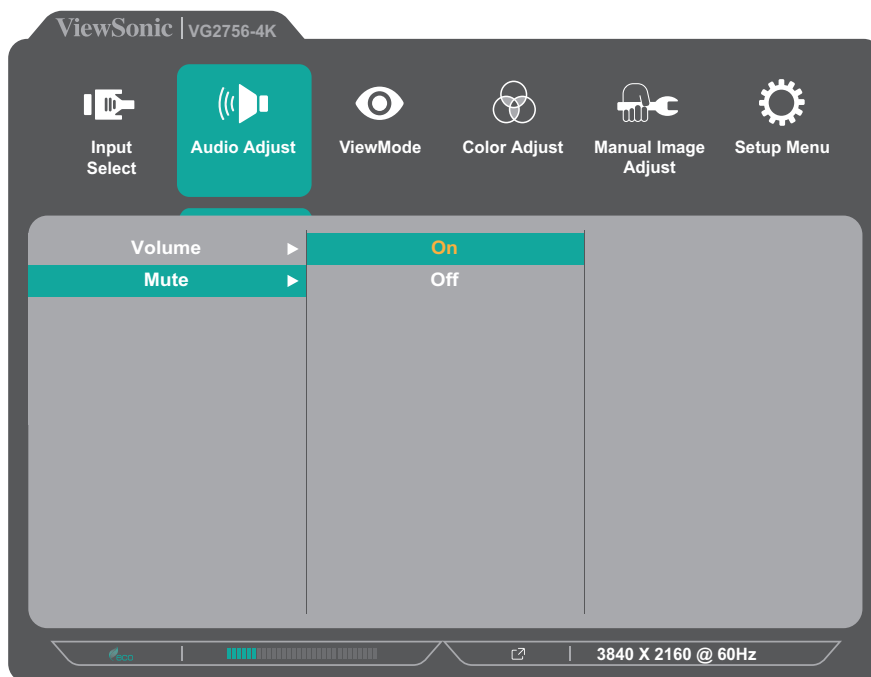 ViewSonic | VG2756-4K
Input Select
Audio Adjust
ViewMode
Color Adjust
Manual Image Adjust
Setup Menu
Volume
On
Mute
Off
eco
3840 X 2160 @ 60Hz